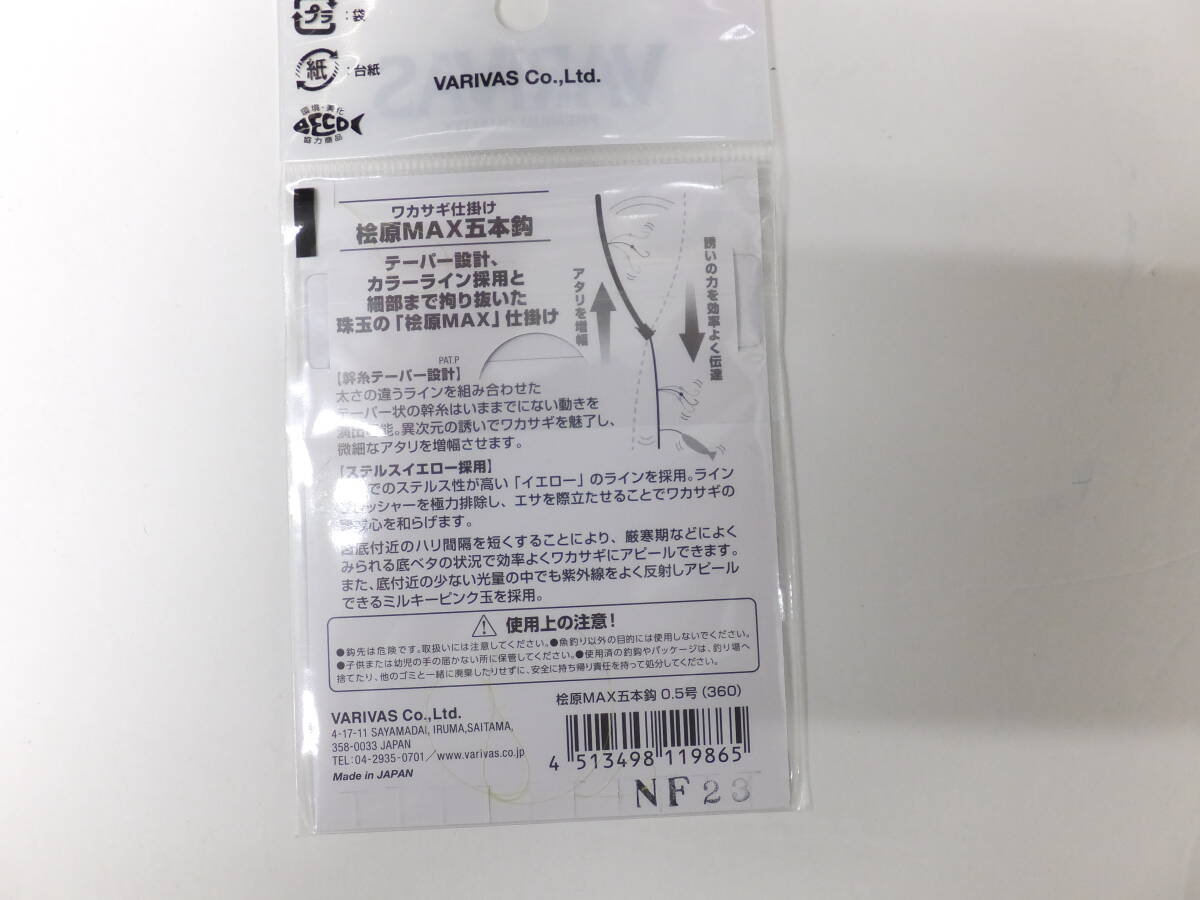 プラ :袋
紙 :台紙
VARIVAS Co.,Ltd.
VARIVAS
環境・美化
ECO
協力商品
ワカサギ仕掛け
桧原MAX五本鈎
テーパー設計、
カラーライン採用と
細部まで拘り抜いた
珠玉の「桧原MAX」仕掛け
アタリを増幅
誘いの力を効率よく伝達
PAT.P
【幹糸テーパー設計】
太さの違うラインを組み合わせた
テーパー状の幹糸はいままでにない動きを
能。異次元の誘いでワカサギを魅了し、
微細なアタリを増幅させます。
【ステルスイエロー採用】
でのステルス性が高い「イエロー」のラインを採用。ライン
ッシャーを極力排除し、エサを際立たせることでワカサギの
心を和らげます。
底付近のハリ間隔を短くすることにより、厳寒期などによく
みられる底ベタの状況で効率よくワカサギにアピールできます。
また、底付近の少ない光量の中でも紫外線をよく反射しアピール
できるミルキーピンク玉を採用。
使用上の注意!
●鈎先は危険です。取扱いには注意してください。●魚釣り以外の目的には使用しないでください。
●子供または幼児の手の届かない所に保管してください。●使用済の釣鈎やパッケージは、釣り場へ
捨てたり、他のゴミと一緒に廃棄したりせずに、安全に持ち帰り責任を持って処分してください。
桧原MAX五本鈎 0.5号(360)
VARIVAS Co.,Ltd.
4-17-11 SAYAMADAI, IRUMA,SAITAMA,
358-0033 JAPAN
TEL:04-2935-0701/www.varivas.co.jp
Made in JAPAN
4 513498 119865
NF23